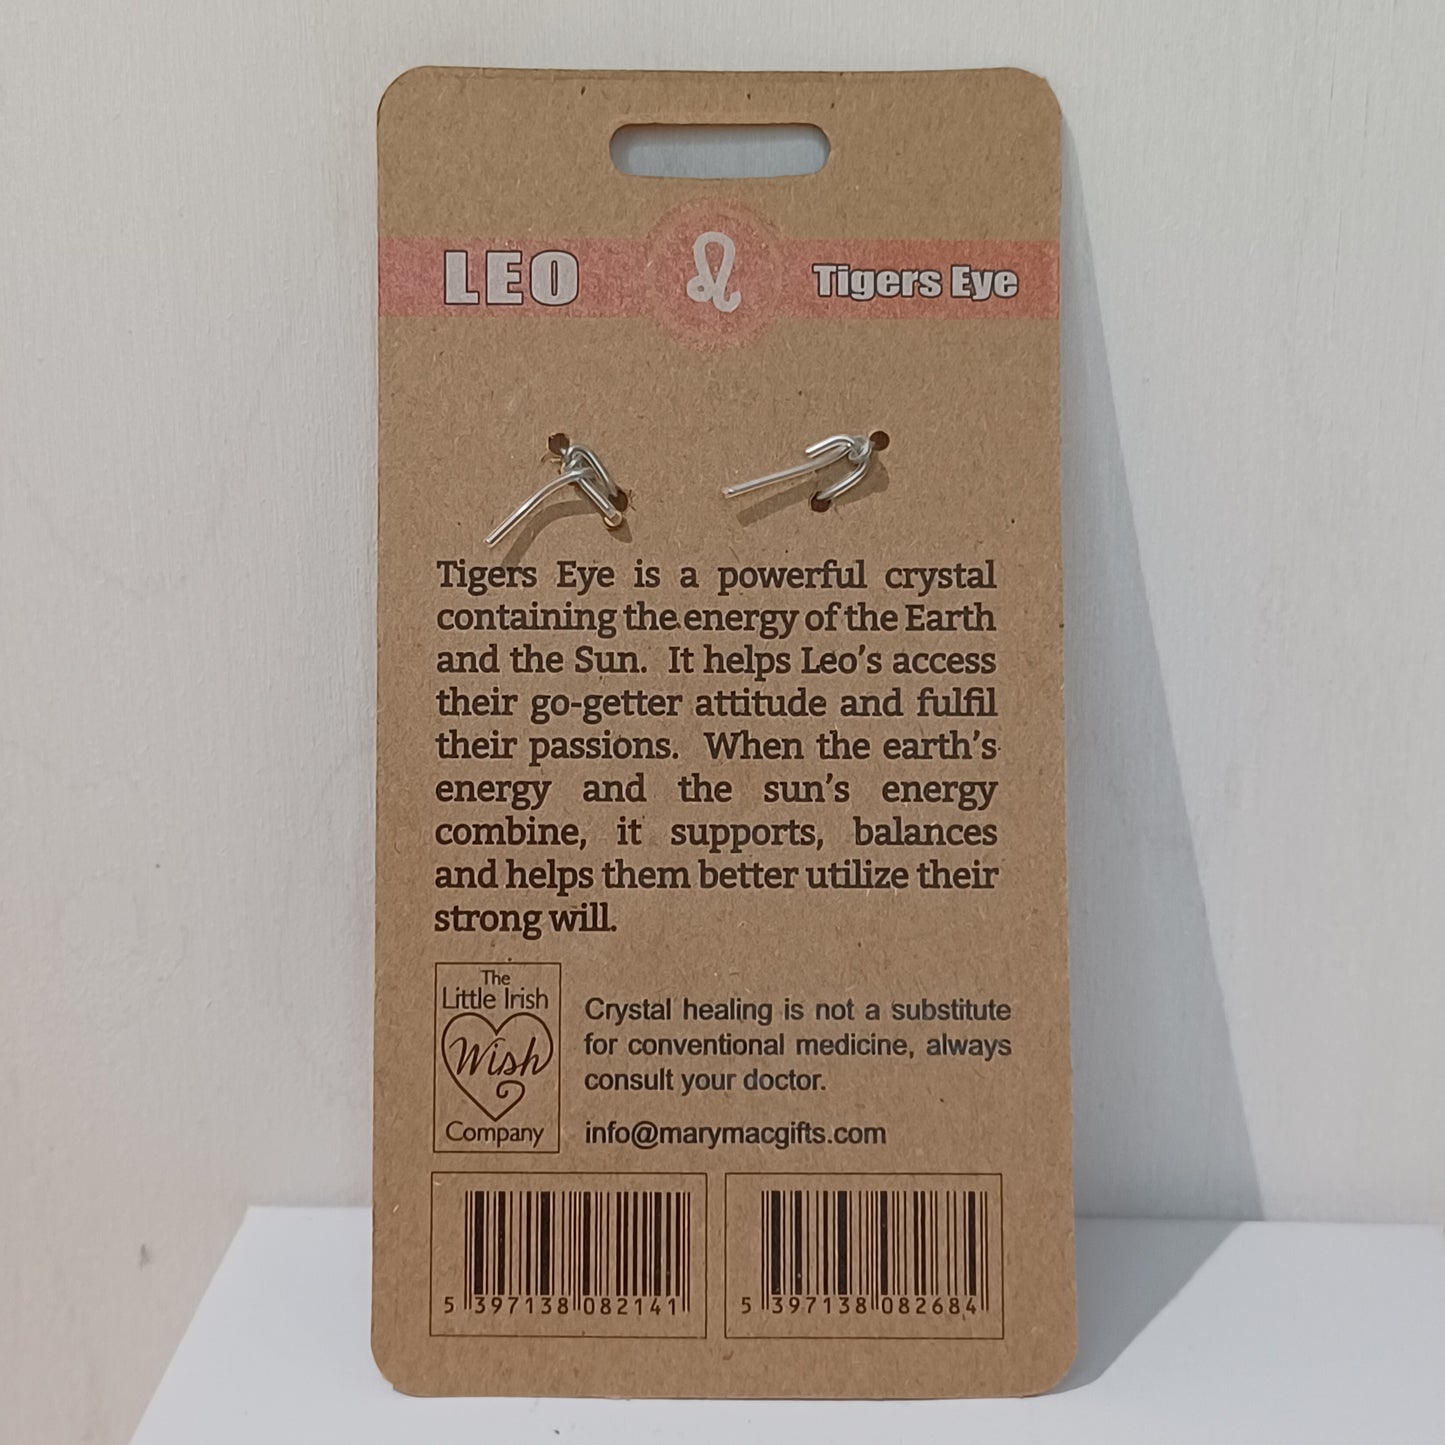 LEO ♌ Tigers Eye
Tigers Eye is a powerful crystal
containing the energy of the Earth
and the Sun. It helps Leo's access
their go-getter attitude and fulfil
their passions. When the earth's
energy and the sun's energy
combine, it supports, balances
and helps them better utilize their
strong will.
The
Little Irish
Wish
Company
Crystal healing is not a substitute
for conventional medicine, always
consult your doctor.
info@marymacgifts.com
5 397138 082141
5 397138 082684